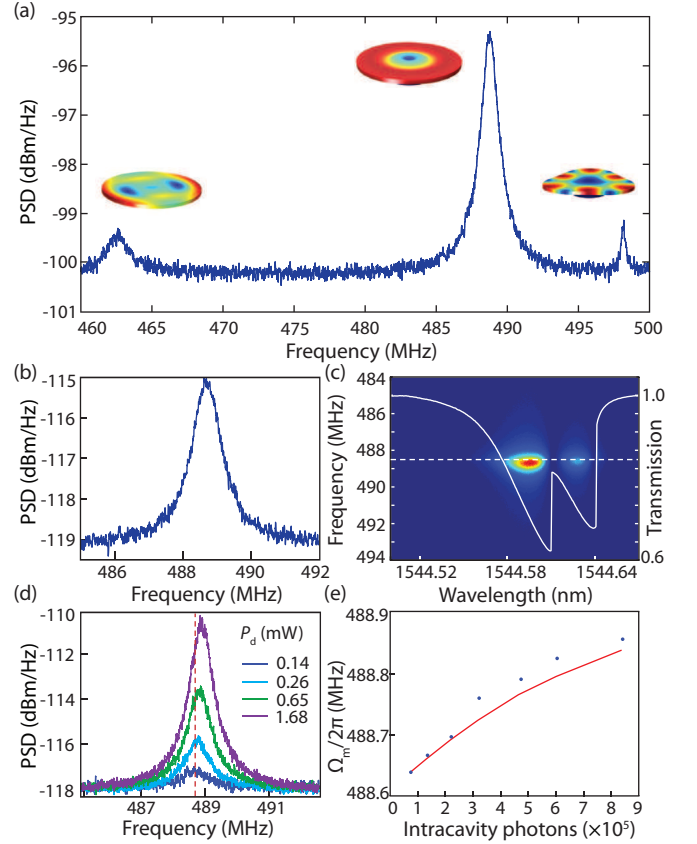 (a)
-95
-96
-97
-98
-99
-100
-101
PSD (dBm/Hz)
460 465 470 475 480 485 490 495 500
Frequency (MHz)
(b)
-115
-116
-117
-118
-119
PSD (dBm/Hz)
486 488 490 492
Frequency (MHz)
(c)
484
486
488
490
492
494
Frequency (MHz)
1.0
0.6
Transmission
1544.52 1544.58 1544.64
Wavelength (nm)
(d)
-110
-112
-114
-116
-118
PSD (dBm/Hz)
P_d (mW)
0.14
0.26
0.65
1.68
487 489 491
Frequency (MHz)
(e)
488.9
488.8
488.7
488.6
Ω_m/2π (MHz)
0 1 2 3 4 5 6 7 8 9
Intracavity photons (×10⁵)